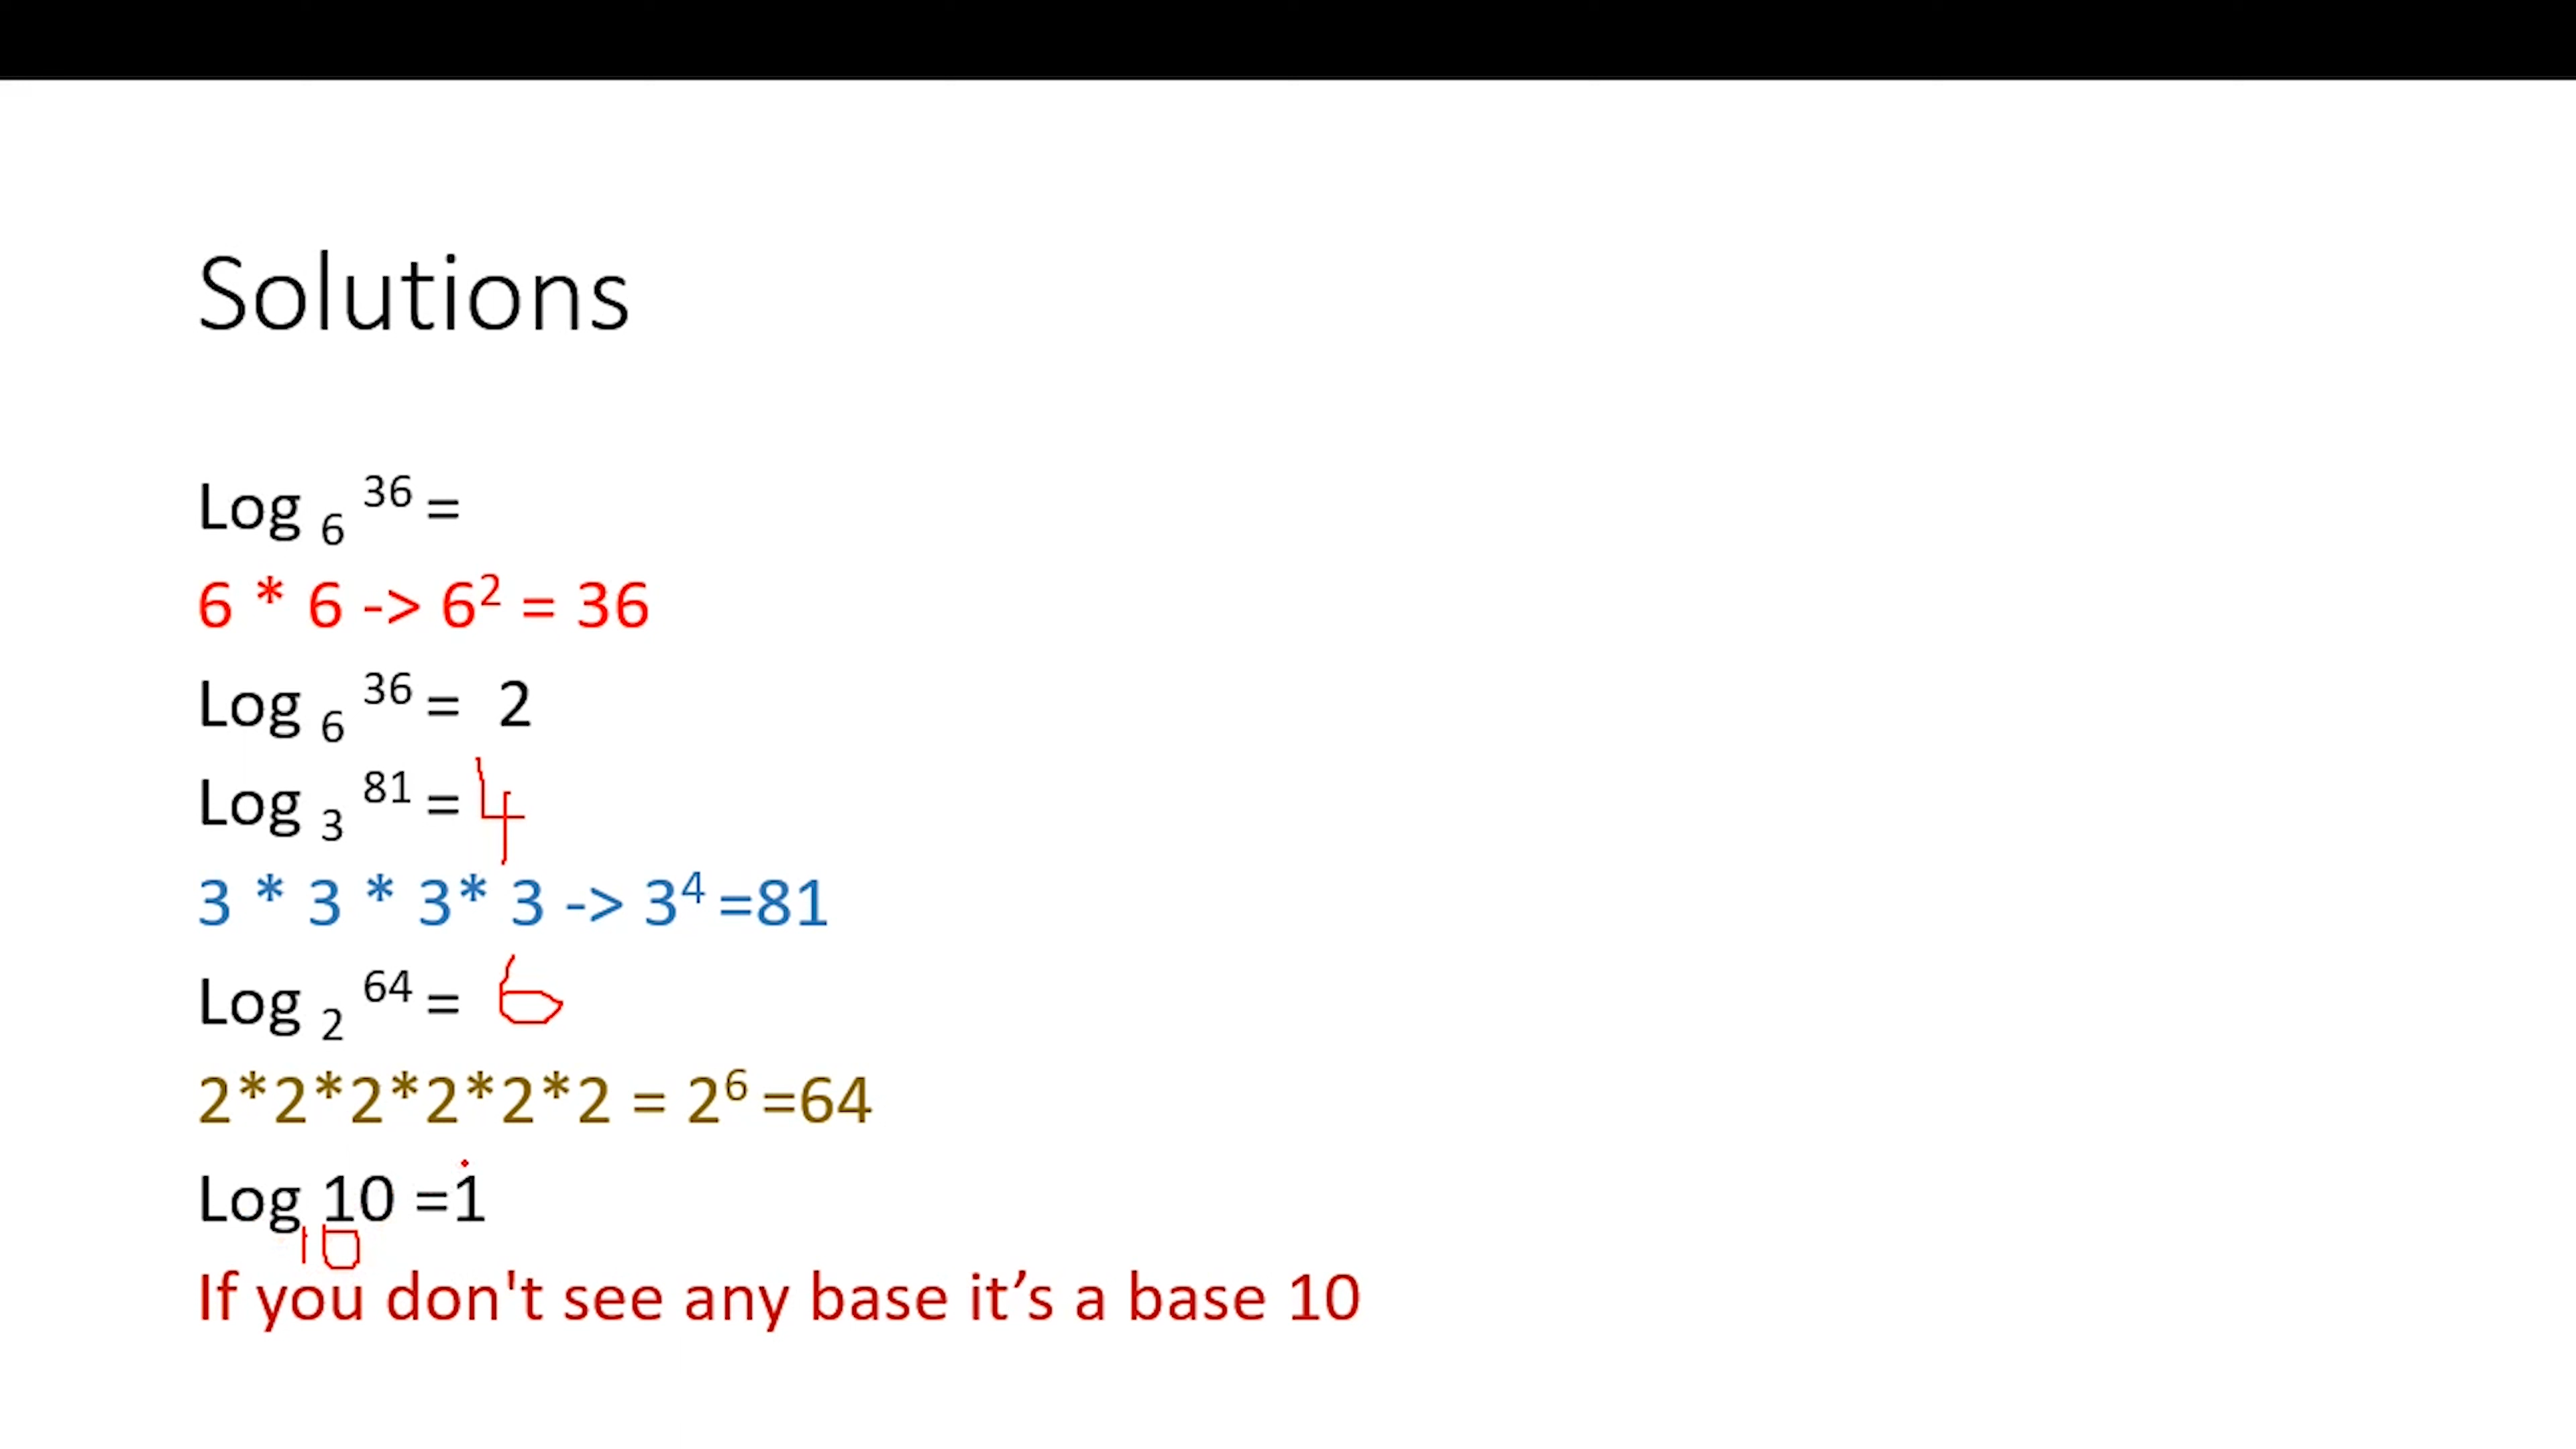 Solutions
Log 6 36 =
6 * 6 -> 6² = 36
Log 6 36 = 2
Log 3 81 = 4
3 * 3 * 3* 3 -> 3⁴ =81
Log 2 64 = 6
2*2*2*2*2*2 = 2⁶ =64
Log 10 =1
10
If you don't see any base it’s a base 10